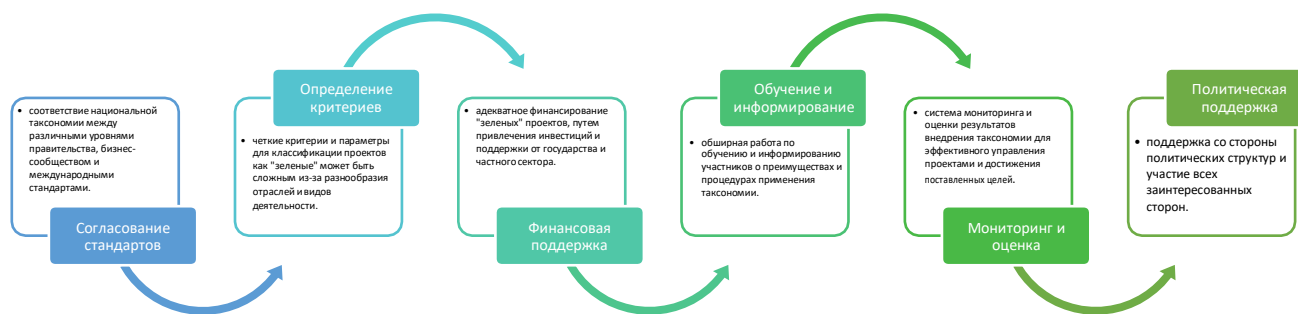 • соответствие национальной
таксономии между
различными уровнями
правительства, бизнес-
сообществом и
международными
стандартами.
Согласование
стандартов
Определение
критериев
• четкие критерии и параметры
для классификации проектов
как "зеленые" может быть
сложным из-за разнообразия
отраслей и видов
деятельности.
• адекватное финансирование
"зеленых" проектов, путем
привлечения инвестиций и
поддержки от государства и
частного сектора.
Финансовая
поддержка
Обучение и
информирование
• обширная работа по
обучению и информированию
участников о преимуществах и
процедурах применения
таксономии.
• система мониторинга и
оценки результатов
внедрения таксономии для
эффективного управления
проектами и достижения
поставленных целей.
Мониторинг и
оценка
Политическая
поддержка
• поддержка со стороны
политических структур и
участие всех
заинтересованных
сторон.